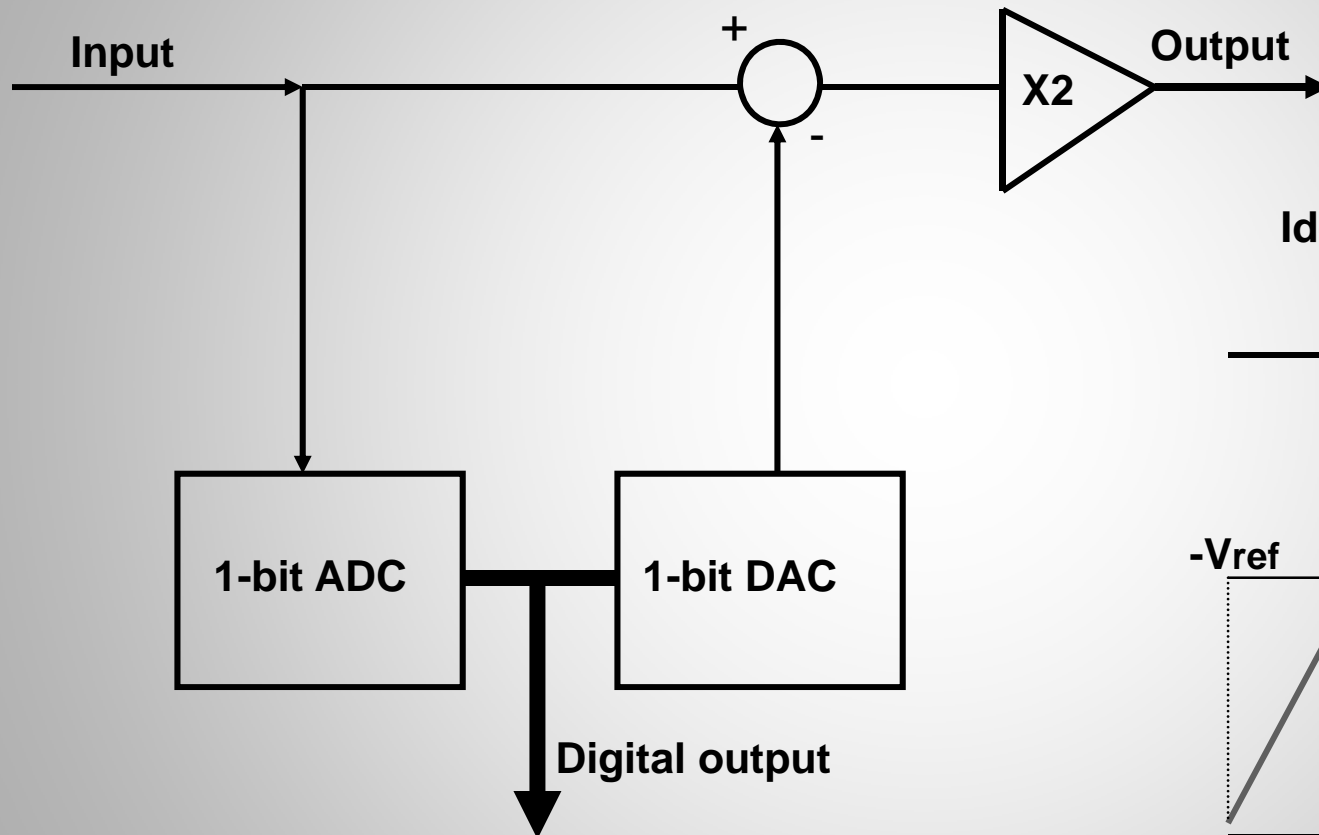 Input
+
-
X2
Output
Id
1-bit ADC
1-bit DAC
-Vref
Digital output